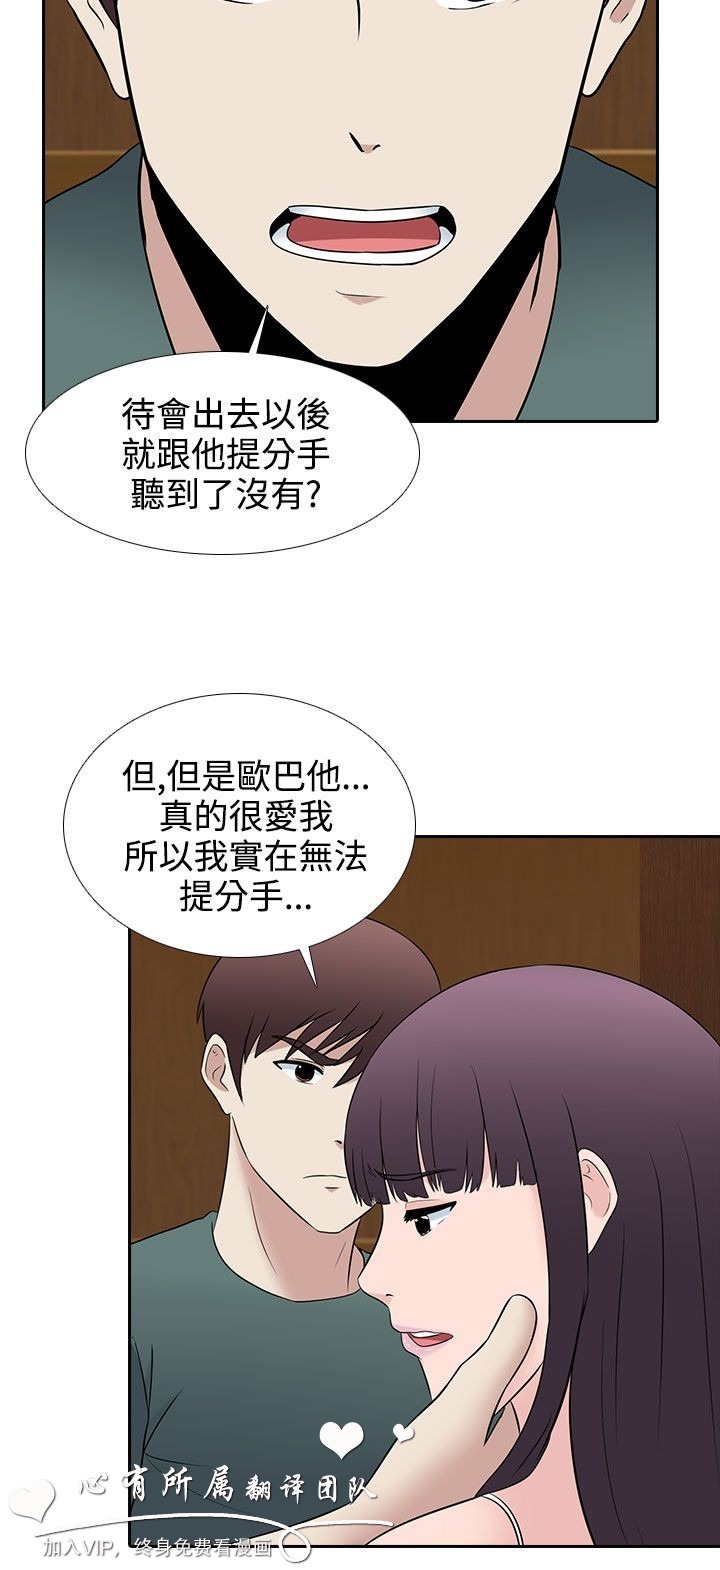 待會出去以後
就跟他提分手
聽到了沒有?
但,但是歐巴他...
真的很愛我
所以我實在無法
提分手...
心有所属翻译团队
加入VIP，终身免费看漫画